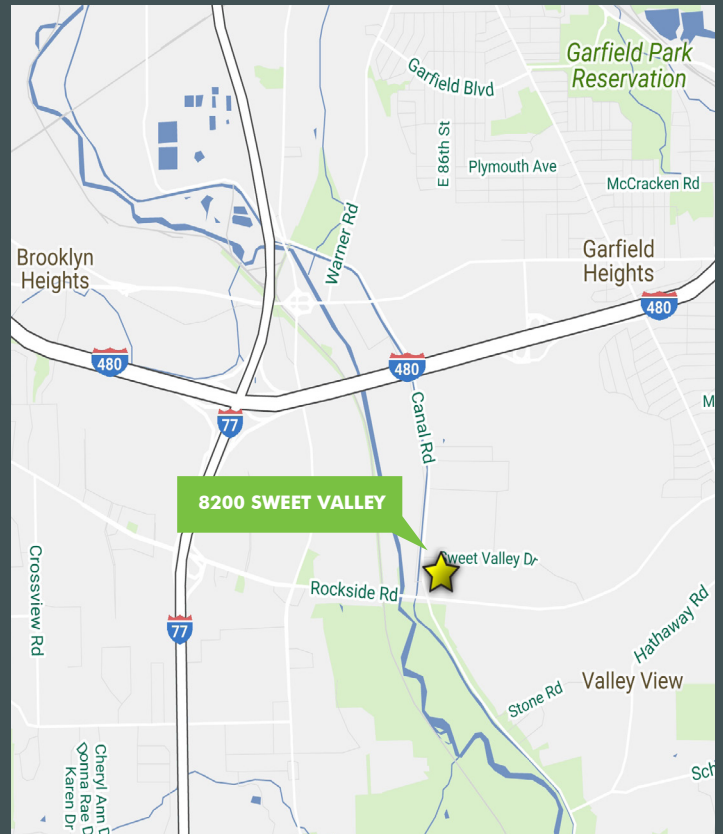 Garfield Park
Reservation
Garfield Blvd
E 86th St
Plymouth Ave
McCracken Rd
Warner Rd
Brooklyn
Heights
Garfield
Heights
480
480
480
77
Canal Rd
M
8200 SWEET VALLEY
Sweet Valley Dr
Rockside Rd
Crossview Rd
77
Hathaway Rd
Valley View
Stone Rd
Sch
Cheryl Ann D
Donna Rae D
Karen Dr